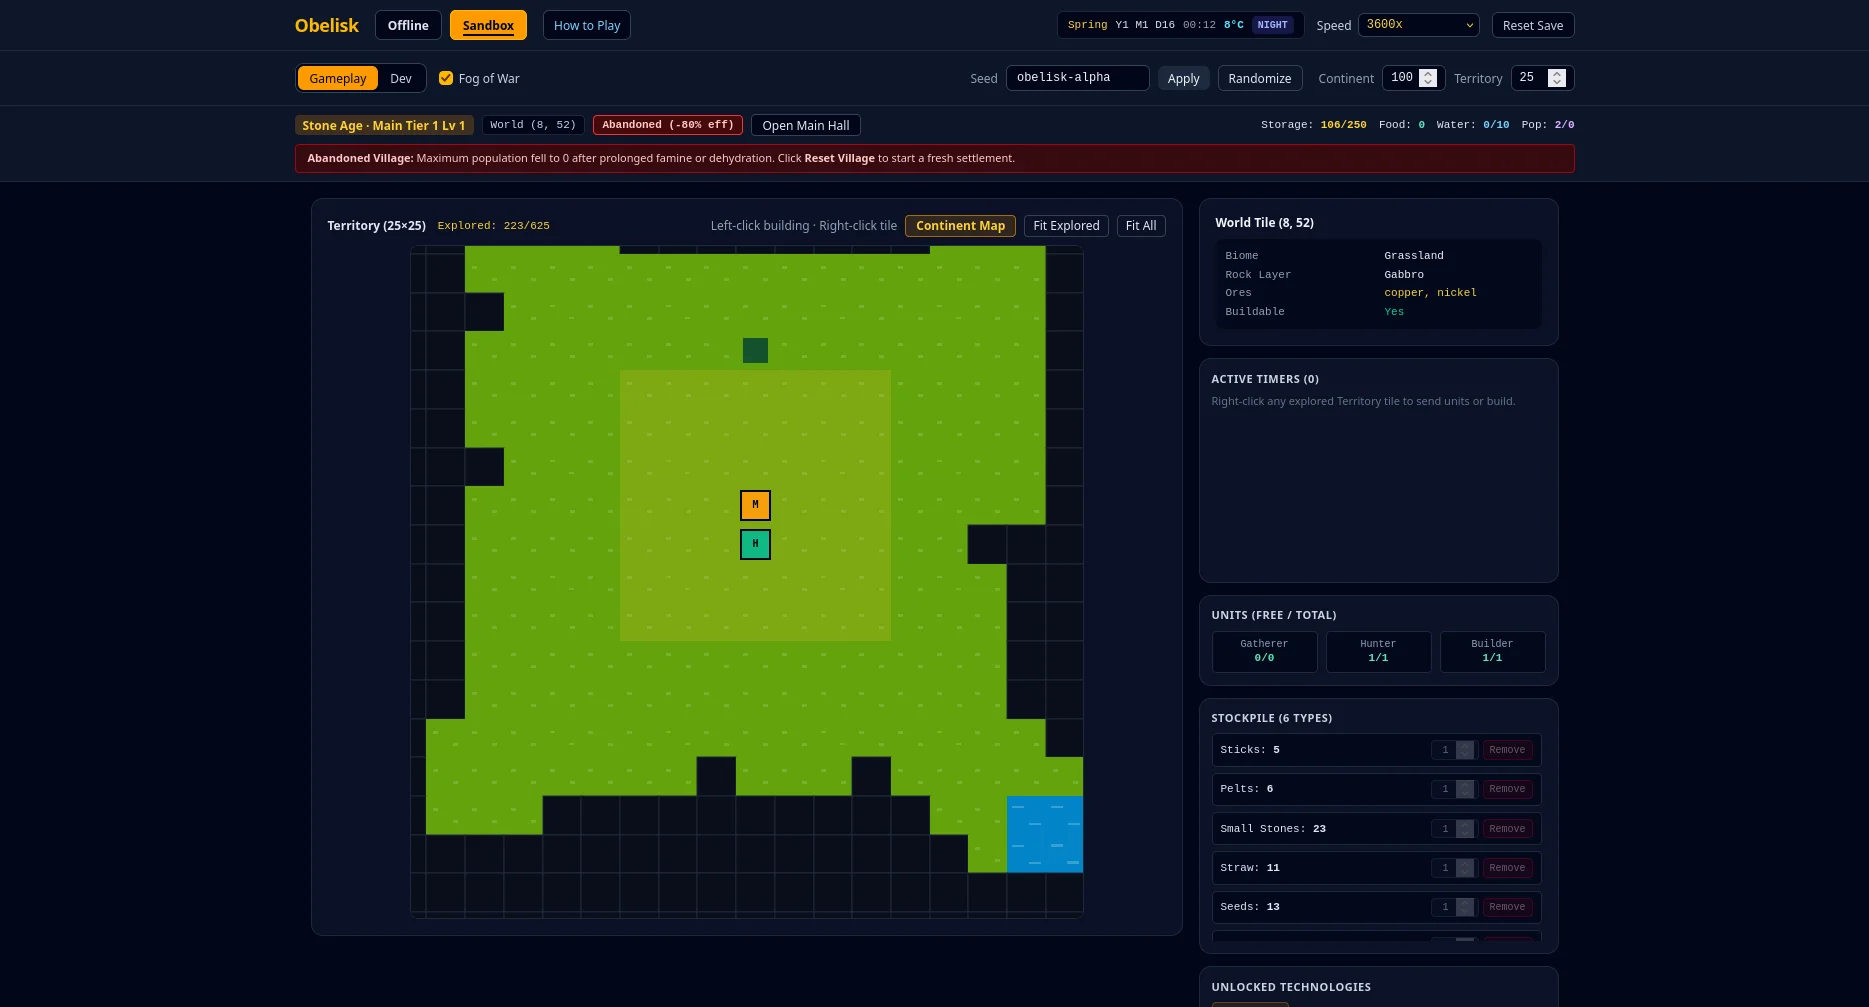 Obelisk Offline Sandbox How to Play Spring Y1 M1 D16 00:12 8°C NIGHT Speed 3600x Reset Save
Gameplay Dev Fog of War Seed obelisk-alpha Apply Randomize Continent 100 Territory 25
Stone Age · Main Tier 1 Lv 1 World (8, 52) Abandoned (-80% eff) Open Main Hall Storage: 106/250 Food: 0 Water: 0/10 Pop: 2/0
Abandoned Village: Maximum population fell to 0 after prolonged famine or dehydration. Click Reset Village to start a fresh settlement.
Territory (25×25) Explored: 223/625 Left-click building · Right-click tile Continent Map Fit Explored Fit All
M
H
World Tile (8, 52)
Biome Grassland
Rock Layer Gabbro
Ores copper, nickel
Buildable Yes
ACTIVE TIMERS (0)
Right-click any explored Territory tile to send units or build.
UNITS (FREE / TOTAL)
Gatherer Hunter Builder
0/0 1/1 1/1
STOCKPILE (6 TYPES)
Sticks: 5 1 Remove
Pelts: 6 1 Remove
Small Stones: 23 1 Remove
Straw: 11 1 Remove
Seeds: 13 1 Remove
UNLOCKED TECHNOLOGIES